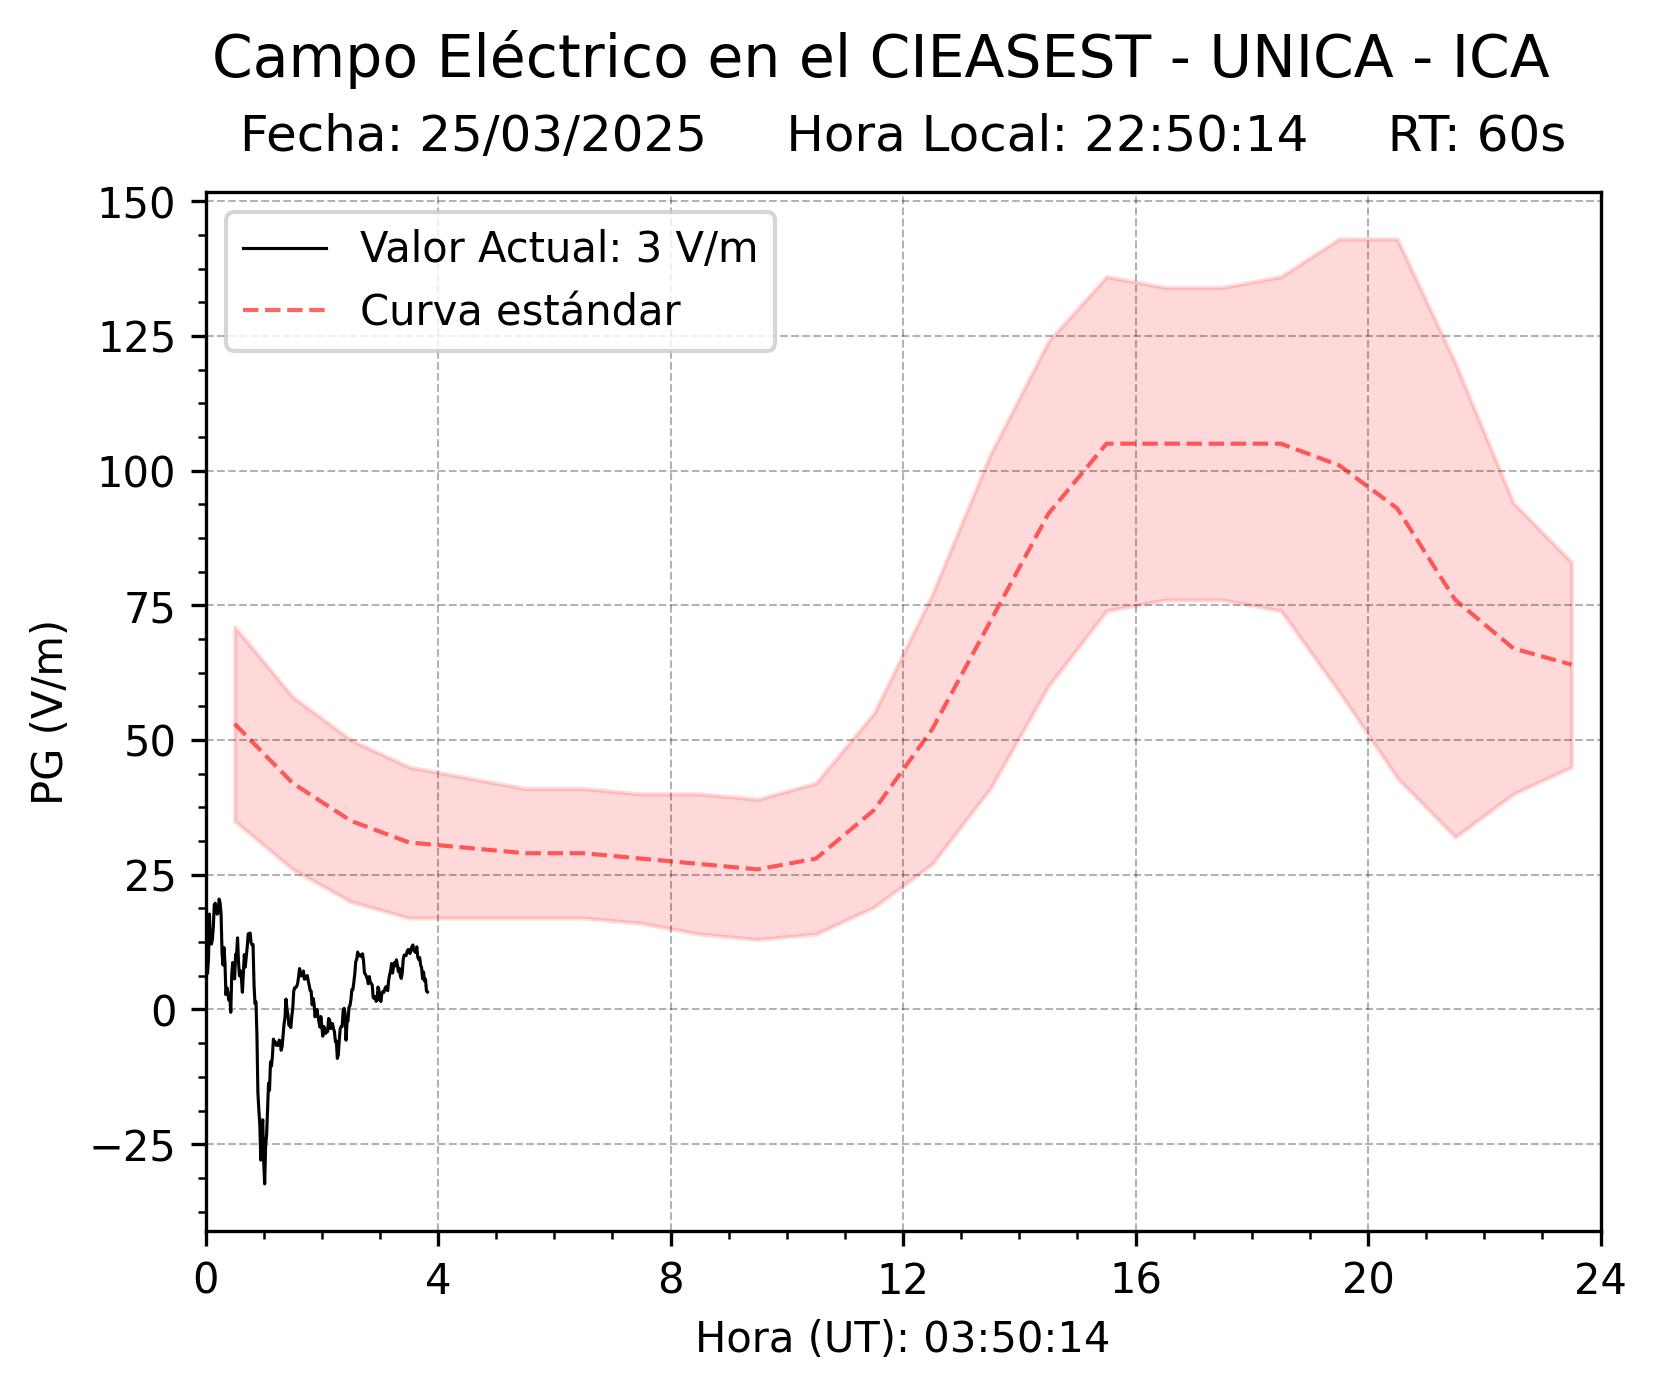 Campo Eléctrico en el CIEASEST - UNICA - ICA
Fecha: 25/03/2025 Hora Local: 22:50:14 RT: 60s
Valor Actual: 3 V/m
Curva estándar
PG (V/m)
150
125
100
75
50
25
0
−25
0 4 8 12 16 20 24
Hora (UT): 03:50:14